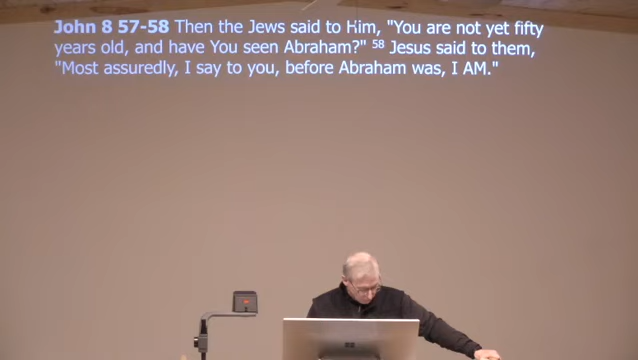 John 8 57-58 Then the Jews said to Him, "You are not yet fifty
years old, and have You seen Abraham?" 58 Jesus said to them,
"Most assuredly, I say to you, before Abraham was, I AM."